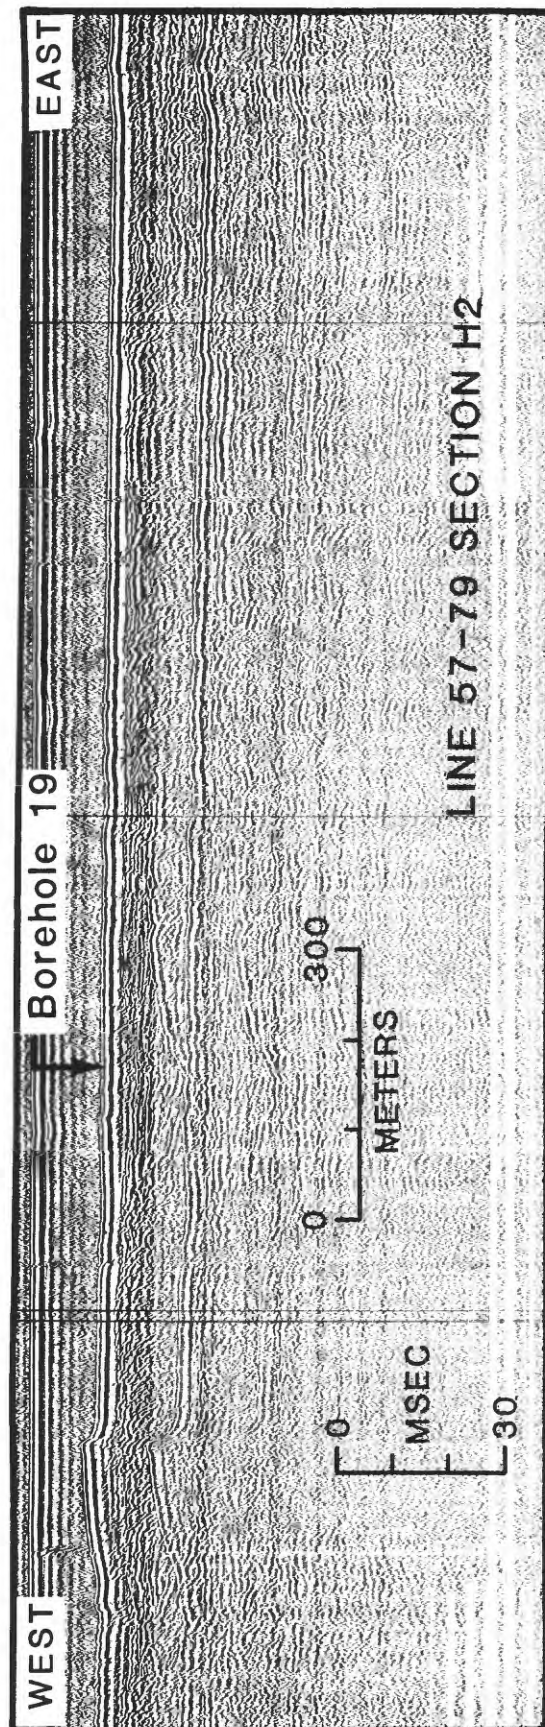 WEST
Borehole 19
EAST
0
300
METERS
0
MSEC
30
LINE 57-79 SECTION H2